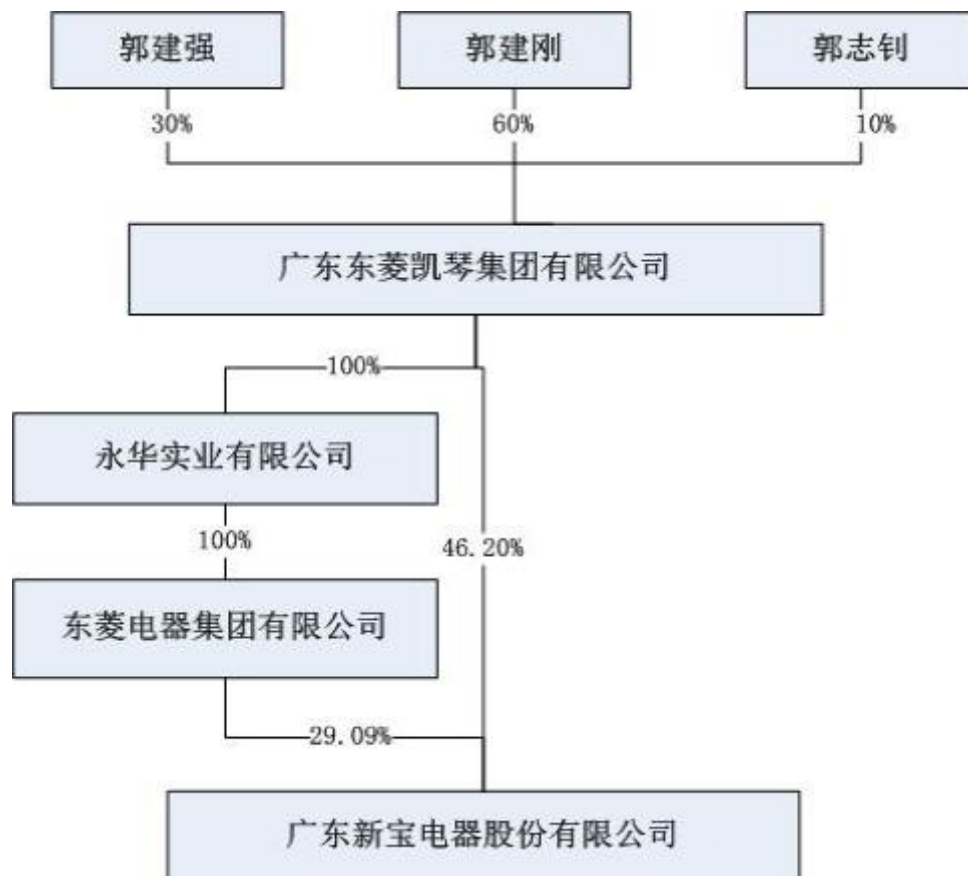 郭建强
郭建刚
郭志钊
30%
60%
10%
广东东菱凯琴集团有限公司
100%
永华实业有限公司
100%
46.20%
东菱电器集团有限公司
29.09%
广东新宝电器股份有限公司